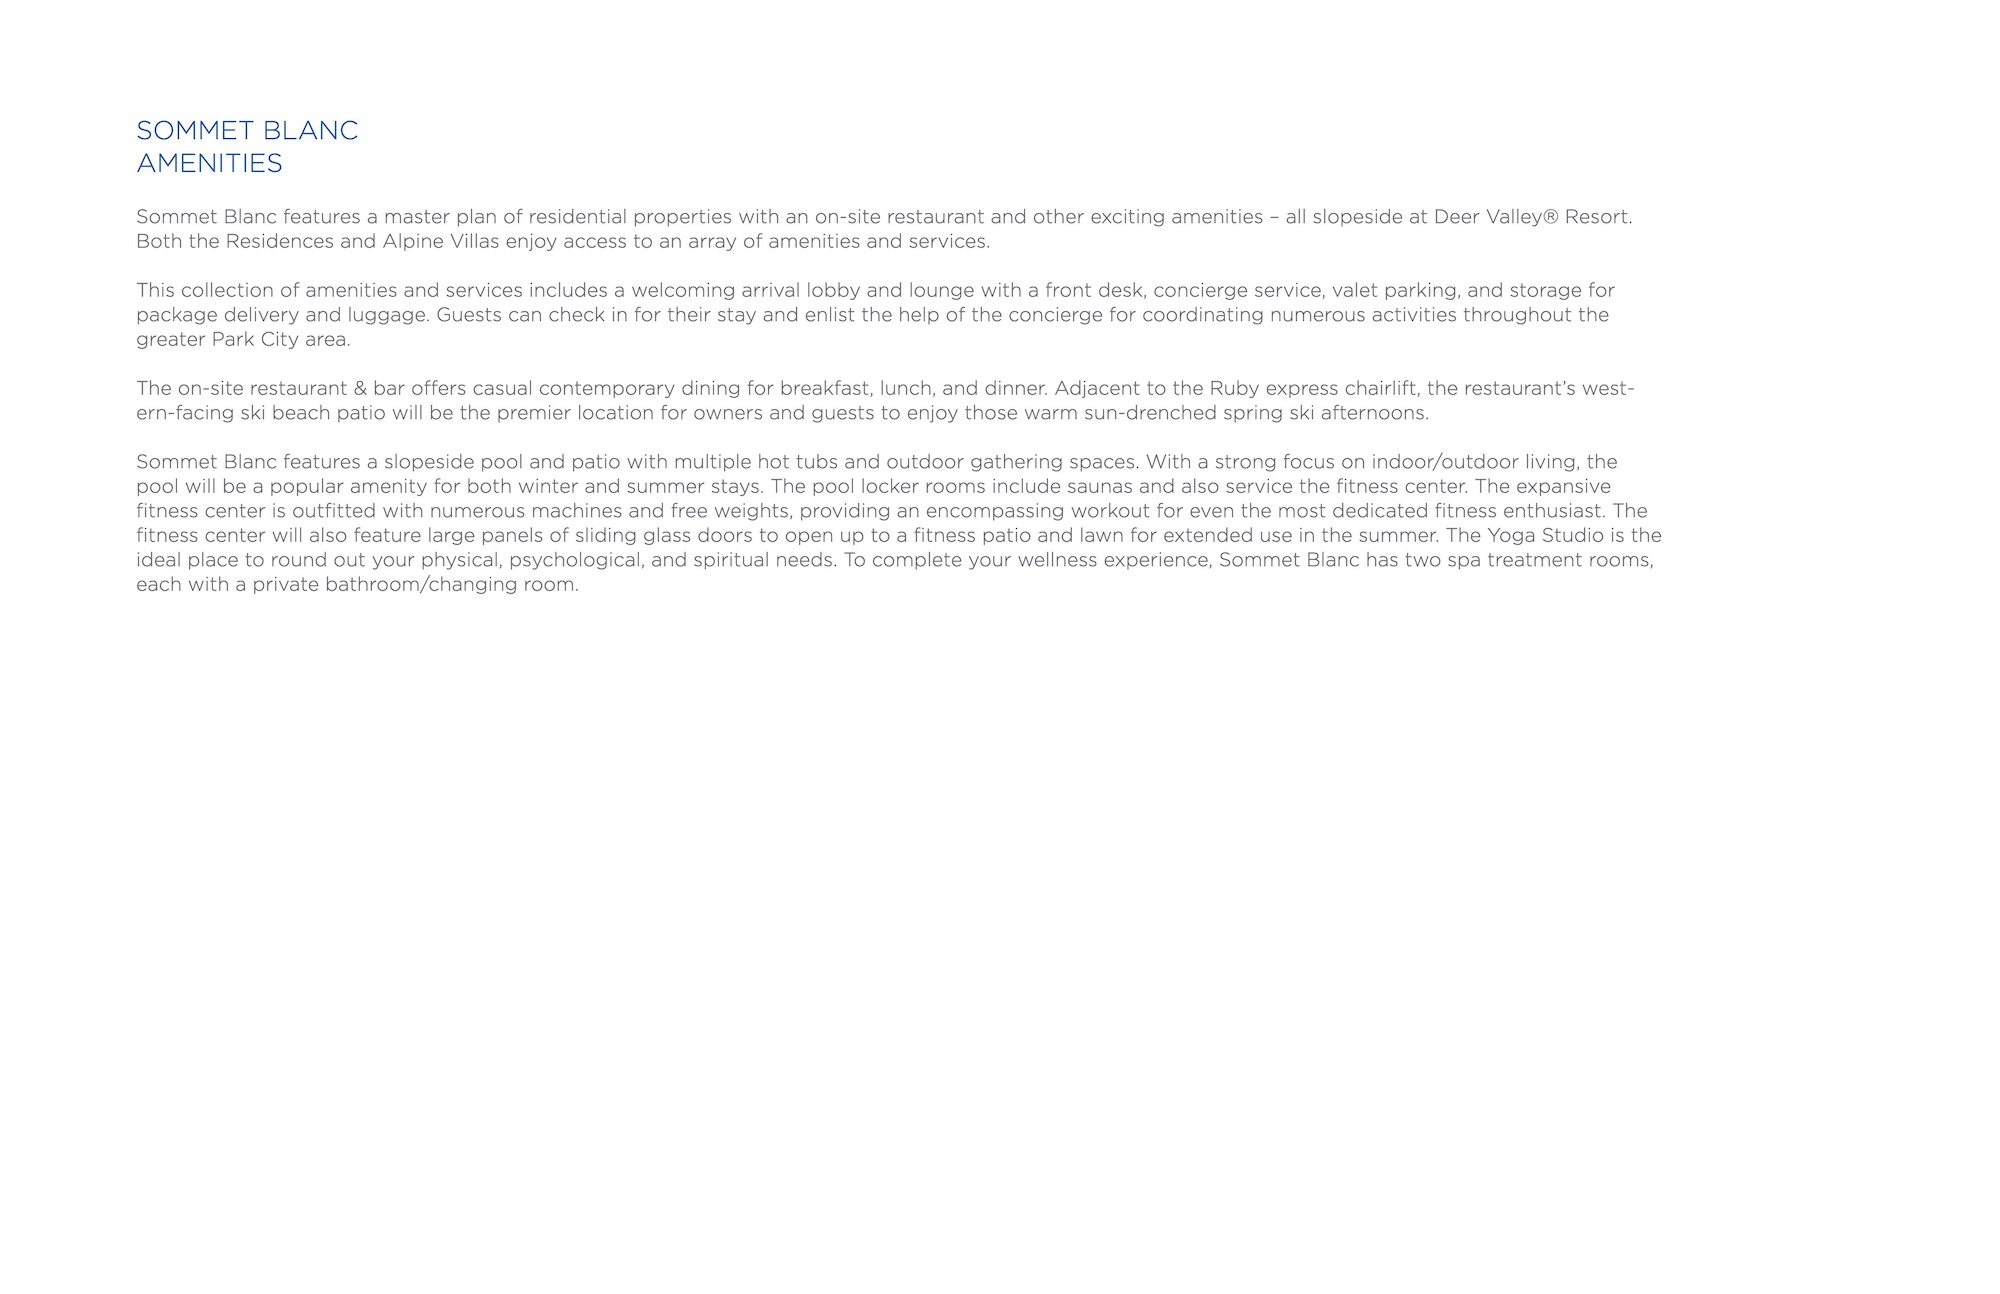 SOMMET BLANC
AMENITIES
Sommet Blanc features a master plan of residential properties with an on-site restaurant and other exciting amenities – all slopeside at Deer Valley® Resort.
Both the Residences and Alpine Villas enjoy access to an array of amenities and services.
This collection of amenities and services includes a welcoming arrival lobby and lounge with a front desk, concierge service, valet parking, and storage for
package delivery and luggage. Guests can check in for their stay and enlist the help of the concierge for coordinating numerous activities throughout the
greater Park City area.
The on-site restaurant & bar offers casual contemporary dining for breakfast, lunch, and dinner. Adjacent to the Ruby express chairlift, the restaurant's west-
ern-facing ski beach patio will be the premier location for owners and guests to enjoy those warm sun-drenched spring ski afternoons.
Sommet Blanc features a slopeside pool and patio with multiple hot tubs and outdoor gathering spaces. With a strong focus on indoor/outdoor living, the
pool will be a popular amenity for both winter and summer stays. The pool locker rooms include saunas and also service the fitness center. The expansive
fitness center is outfitted with numerous machines and free weights, providing an encompassing workout for even the most dedicated fitness enthusiast. The
fitness center will also feature large panels of sliding glass doors to open up to a fitness patio and lawn for extended use in the summer. The Yoga Studio is the
ideal place to round out your physical, psychological, and spiritual needs. To complete your wellness experience, Sommet Blanc has two spa treatment rooms,
each with a private bathroom/changing room.